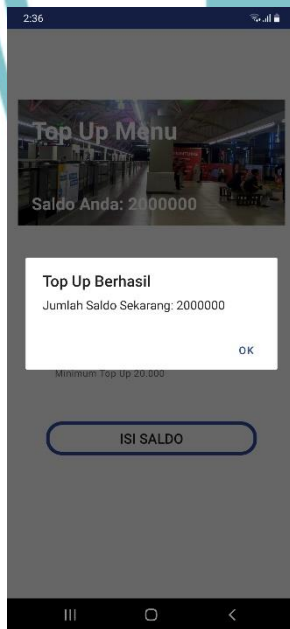 2:36
Top Up Menu
Saldo Anda: 2000000
Top Up Berhasil
Jumlah Saldo Sekarang: 2000000
OK
Minimum Top Up 20.000
ISI SALDO